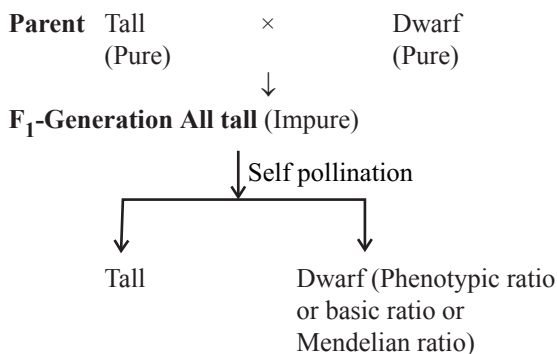 Parent Tall × Dwarf
(Pure) (Pure)
↓
F₁-Generation All tall (Impure)
Self pollination
Tall Dwarf (Phenotypic ratio
or basic ratio or
Mendelian ratio)